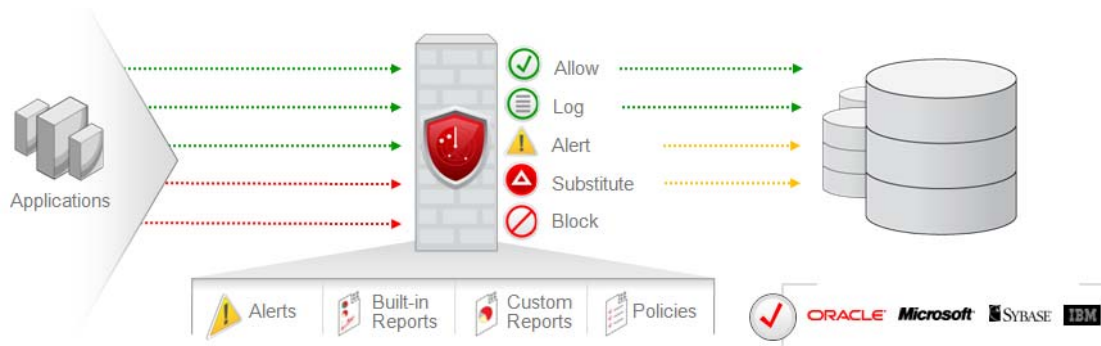 Allow
Log
Alert
Substitute
Block
Applications
Alerts
Built-in
Reports
Custom
Reports
Policies
ORACLE Microsoft SYBASE IBM